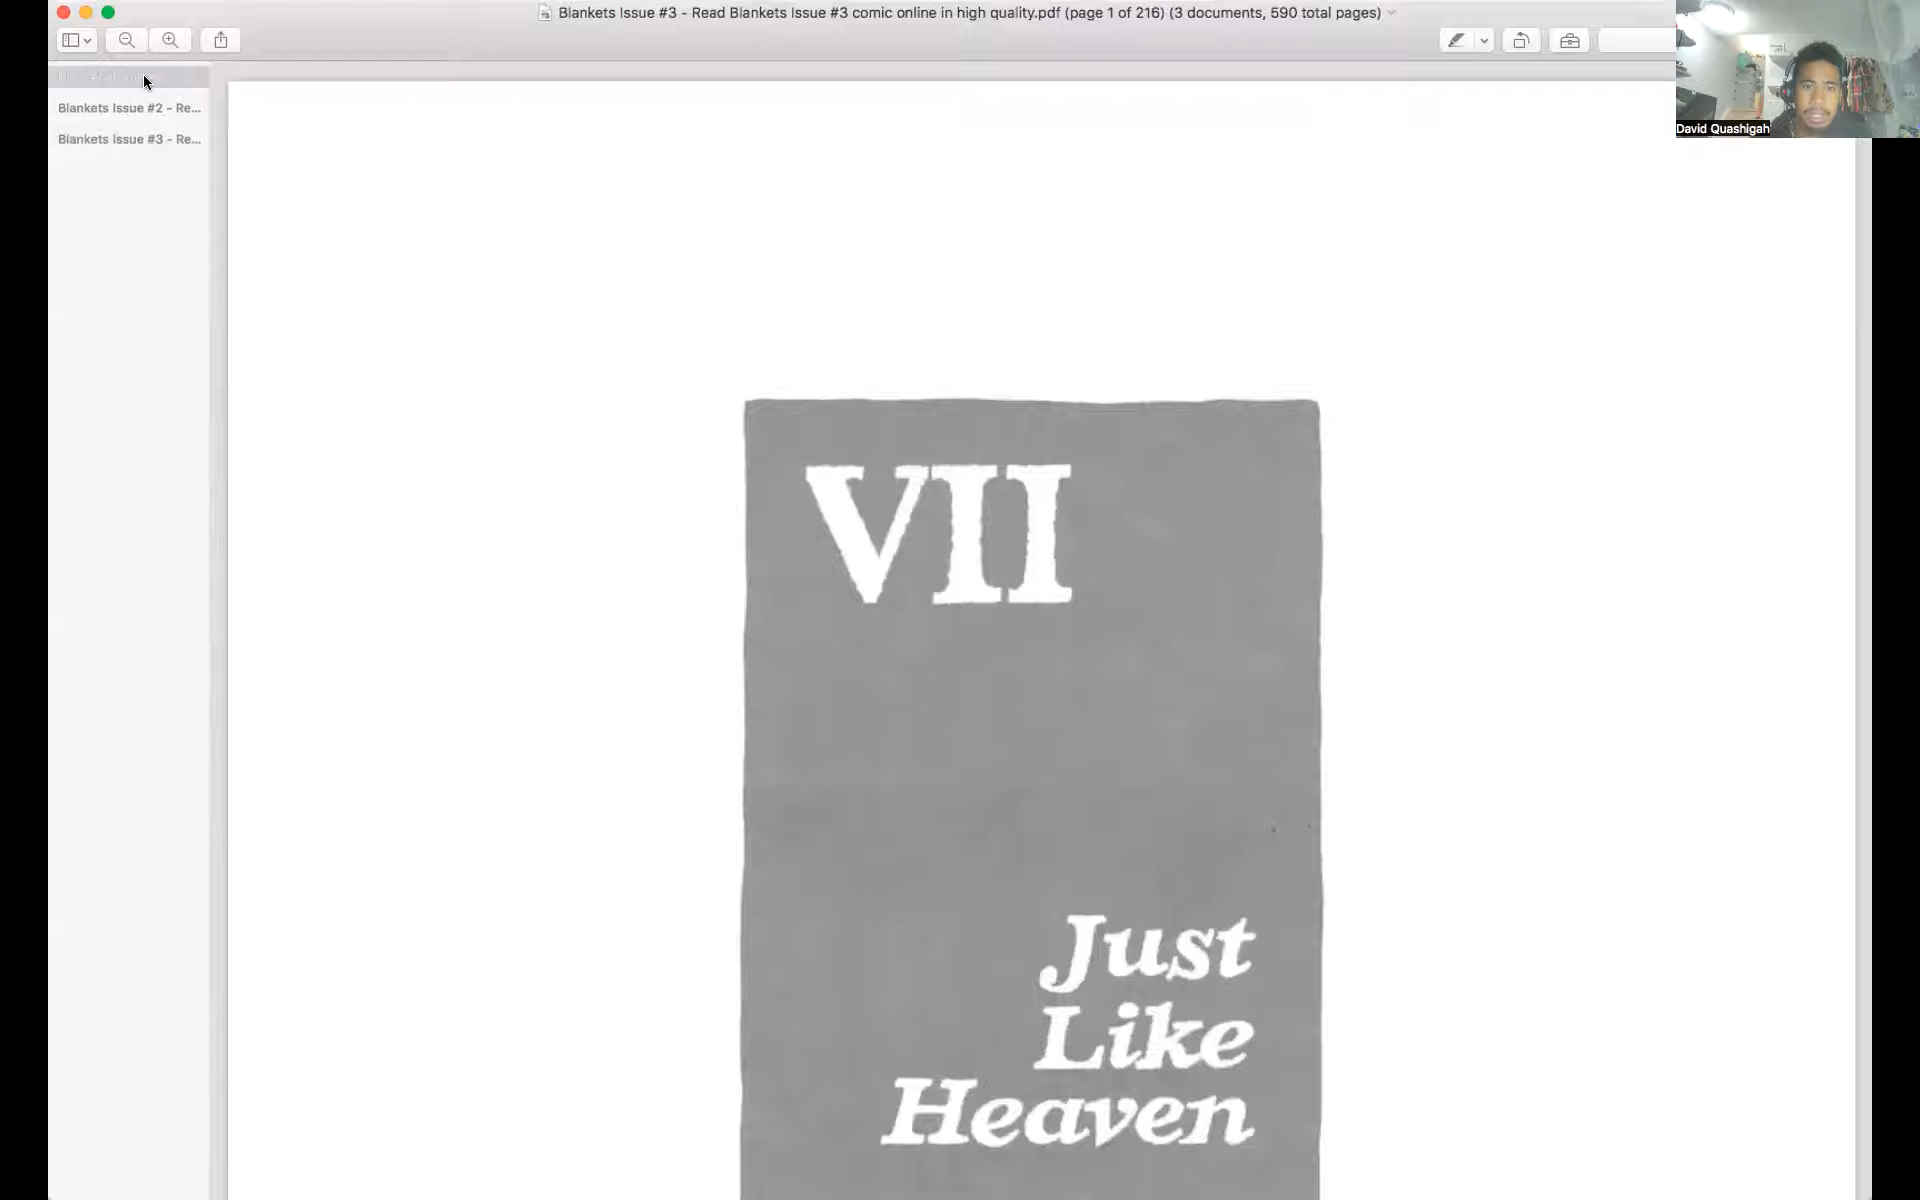 Blankets Issue #3 - Read Blankets Issue #3 comic online in high quality.pdf (page 1 of 216) (3 documents, 590 total pages)
Blankets Issue #2 - Re...
Blankets Issue #3 - Re...
David Quashigah
VII
Just
Like
Heaven